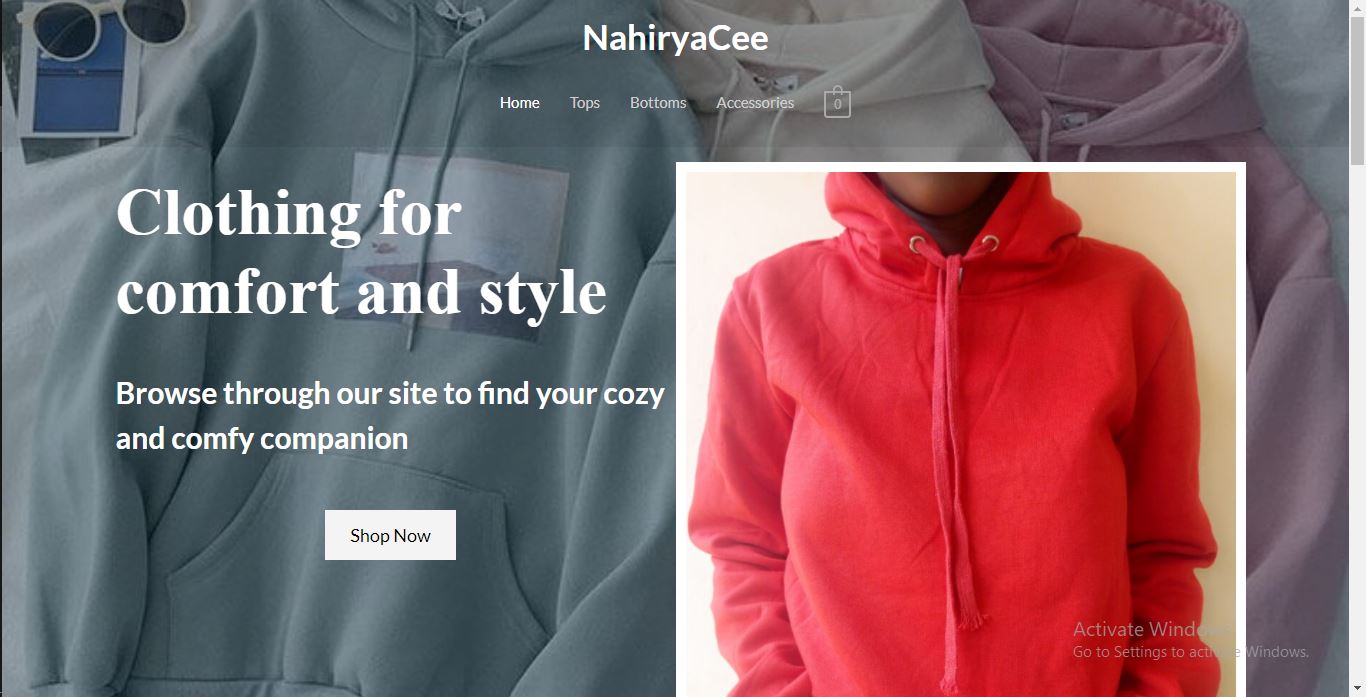 NahiryaCee
Home Tops Bottoms Accessories 0
Clothing for
comfort and style
Browse through our site to find your cozy
and comfy companion
Shop Now
Activate Windows
Go to Settings to activate Windows.